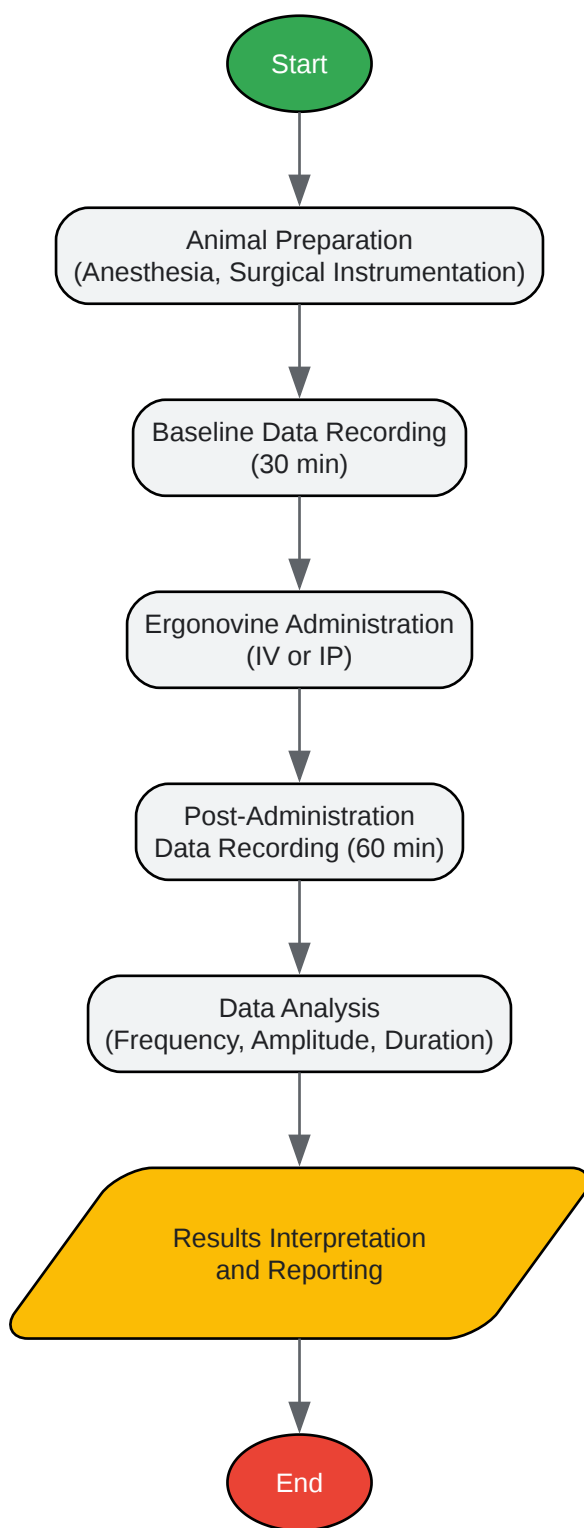 Start
Animal Preparation
(Anesthesia, Surgical Instrumentation)
Baseline Data Recording
(30 min)
Ergonovine Administration
(IV or IP)
Post-Administration
Data Recording (60 min)
Data Analysis
(Frequency, Amplitude, Duration)
Results Interpretation
and Reporting
End